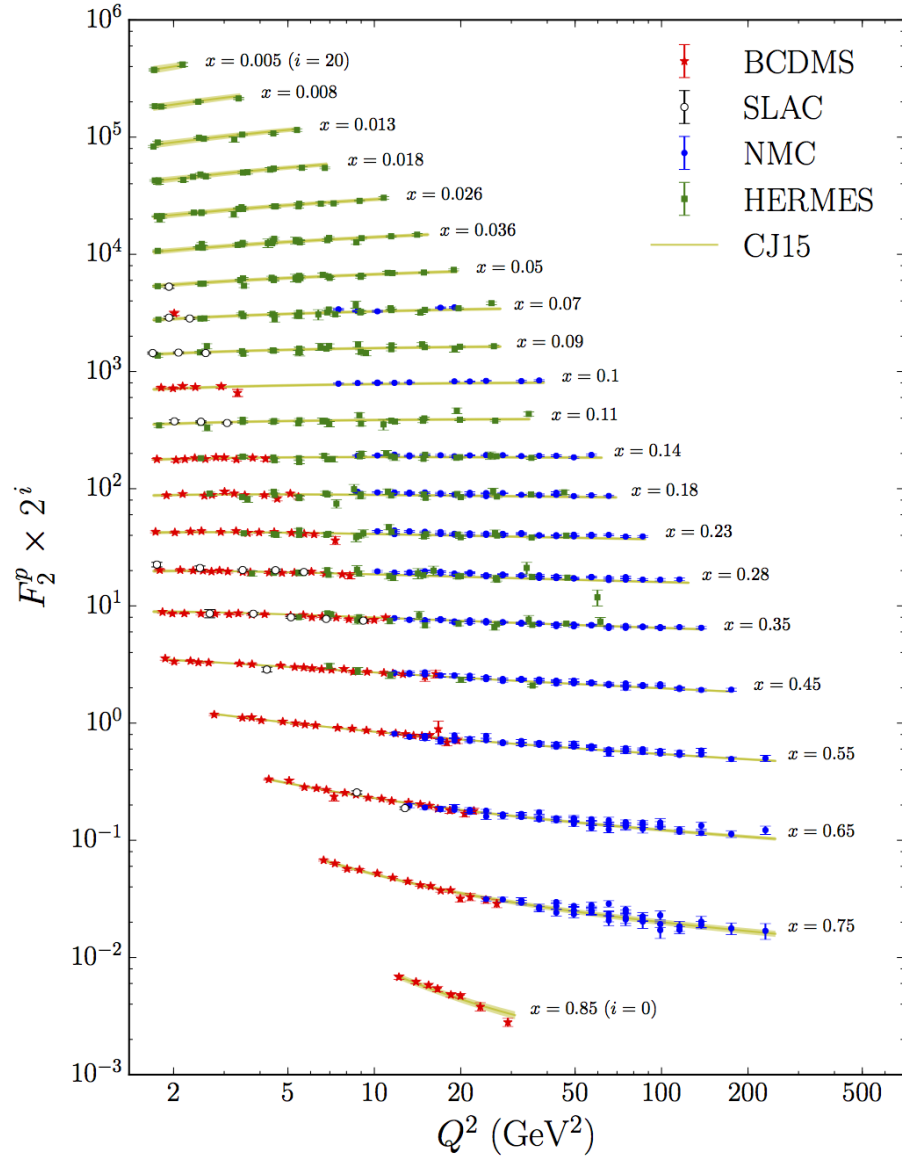 10^6
10^5
10^4
10^3
10^2
10^1
10^0
10^{-1}
10^{-2}
10^{-3}
F_2^p × 2^i
x = 0.005 (i = 20)
x = 0.008
x = 0.013
x = 0.018
x = 0.026
x = 0.036
x = 0.05
x = 0.07
x = 0.09
x = 0.1
x = 0.11
x = 0.14
x = 0.18
x = 0.23
x = 0.28
x = 0.35
x = 0.45
x = 0.55
x = 0.65
x = 0.75
x = 0.85 (i = 0)
BCDMS
SLAC
NMC
HERMES
CJ15
2 5 10 20 50 100 200 500
Q^2 (GeV^2)